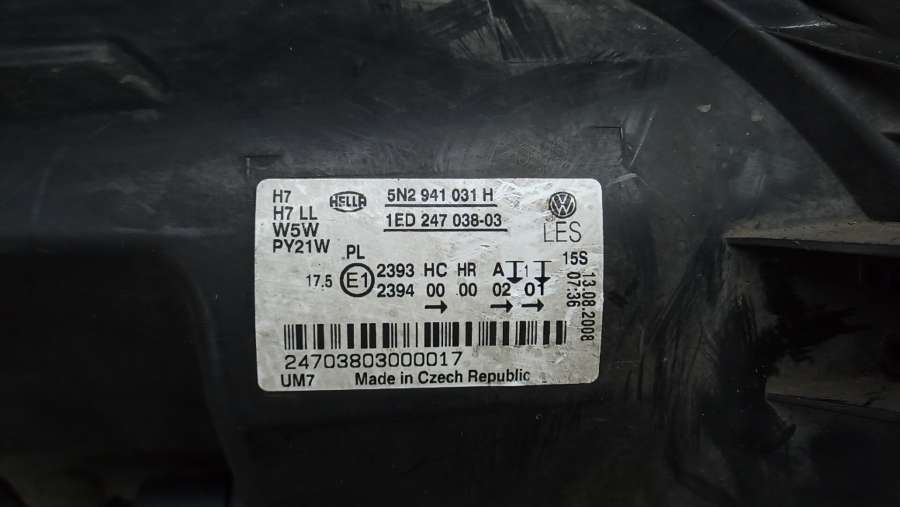 H7
H7 LL
W5W
PY21W
HELLA
5N2 941 031 H
1ED 247 038-03
VW
LES
PL
17.5 E1 2393 HC HR A 1
2394 00 00 02 01
15S
13.08.2008
07:36
24703803000017
UM7 Made in Czech Republic